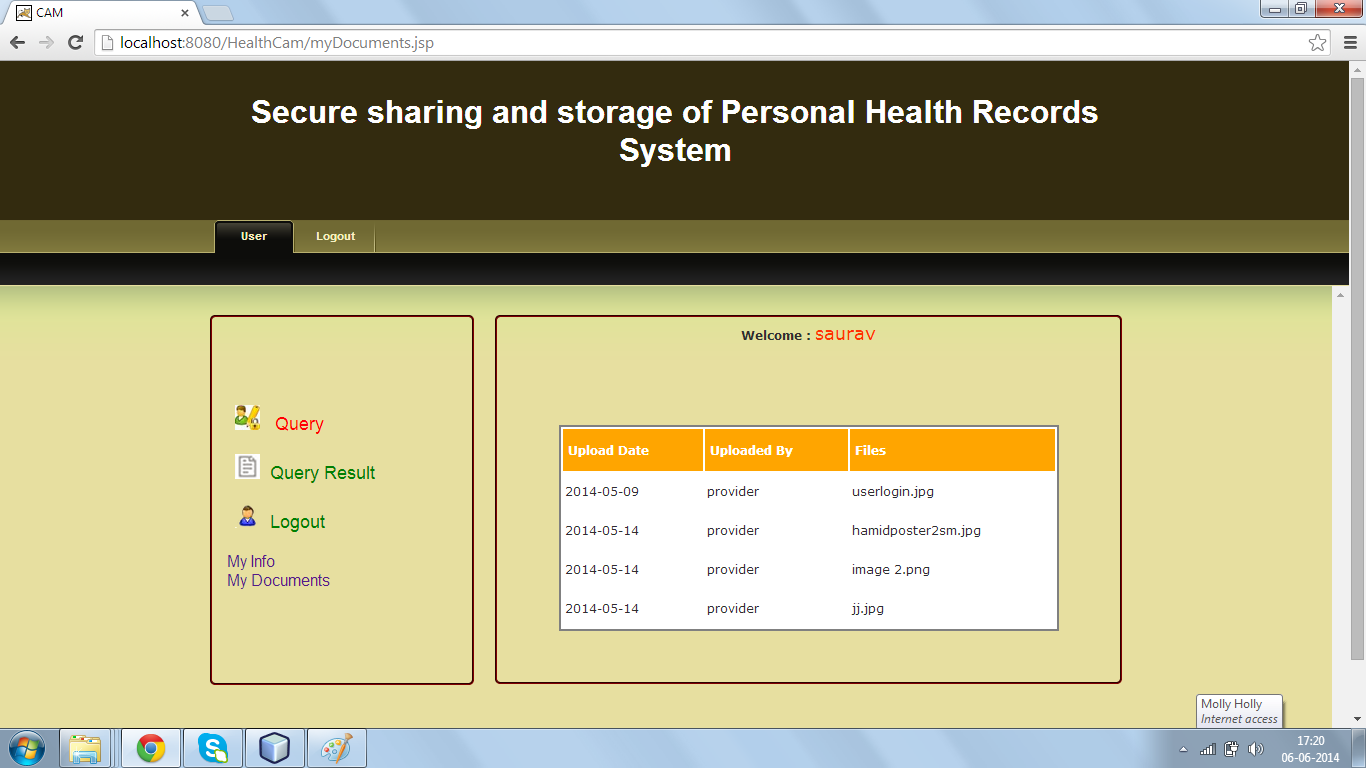 CAM
localhost:8080/HealthCam/myDocuments.jsp
Secure sharing and storage of Personal Health Records
System
User Logout
Welcome : saurav
Query
Query Result
Logout
My Info
My Documents
Upload Date Uploaded By Files
2014-05-09 provider userlogin.jpg
2014-05-14 provider hamidposter2sm.jpg
2014-05-14 provider image 2.png
2014-05-14 provider jj.jpg
Molly Holly
Internet access
17:20
06-06-2014